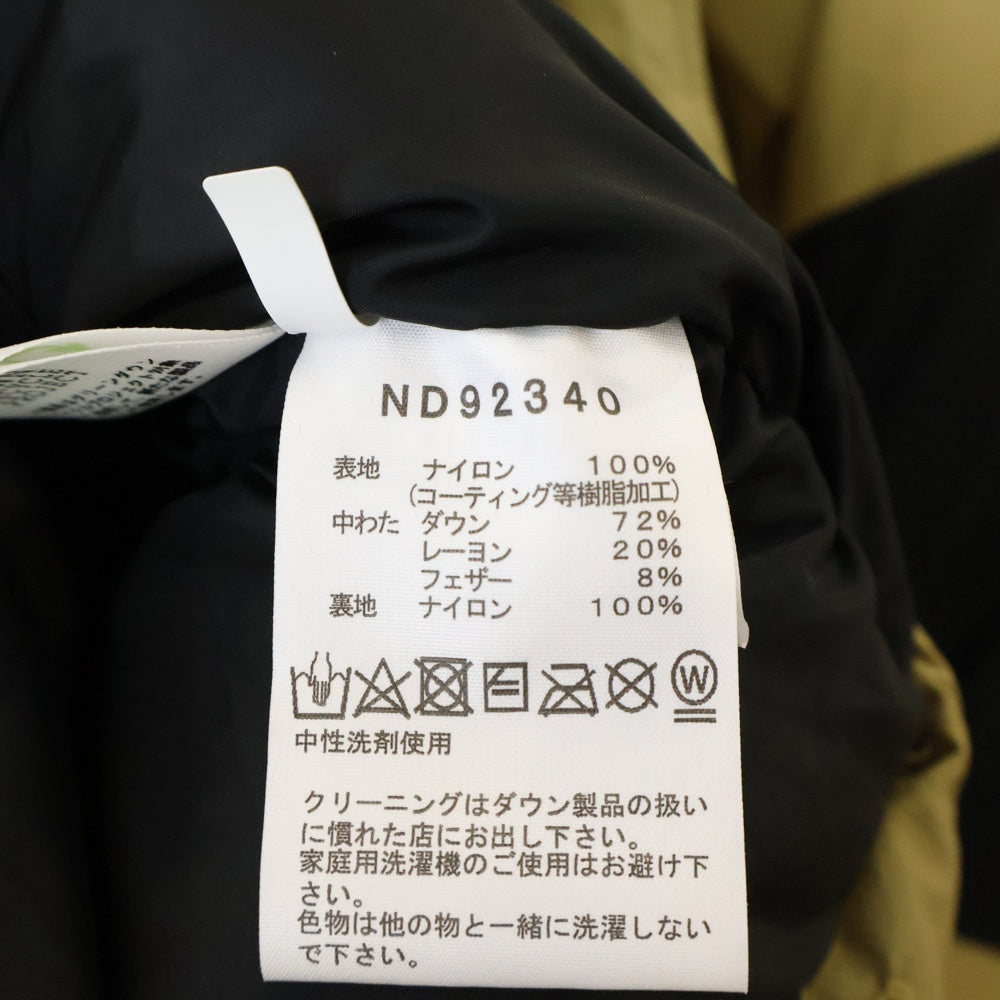 ND92340
表地 ナイロン 100%
(コーティング等樹脂加工)
中わた ダウン 72%
レーヨン 20%
フェザー 8%
裏地 ナイロン 100%
W
中性洗剤使用
クリーニングはダウン製品の扱い
に慣れた店にお出し下さい。
家庭用洗濯機のご使用はお避け下
さい。
色物は他の物と一緒に洗濯しない
で下さい。